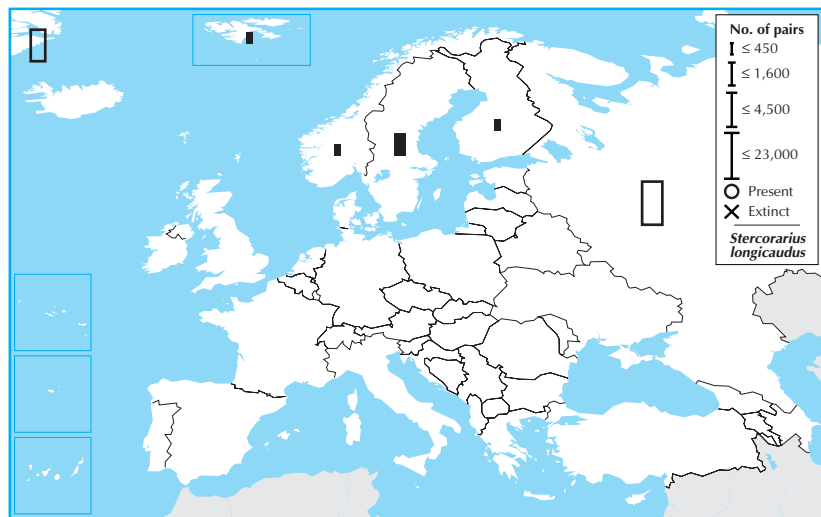 No. of pairs
≤ 450
≤ 1,600
≤ 4,500
≤ 23,000
Present
Extinct
Stercorarius
longicaudus